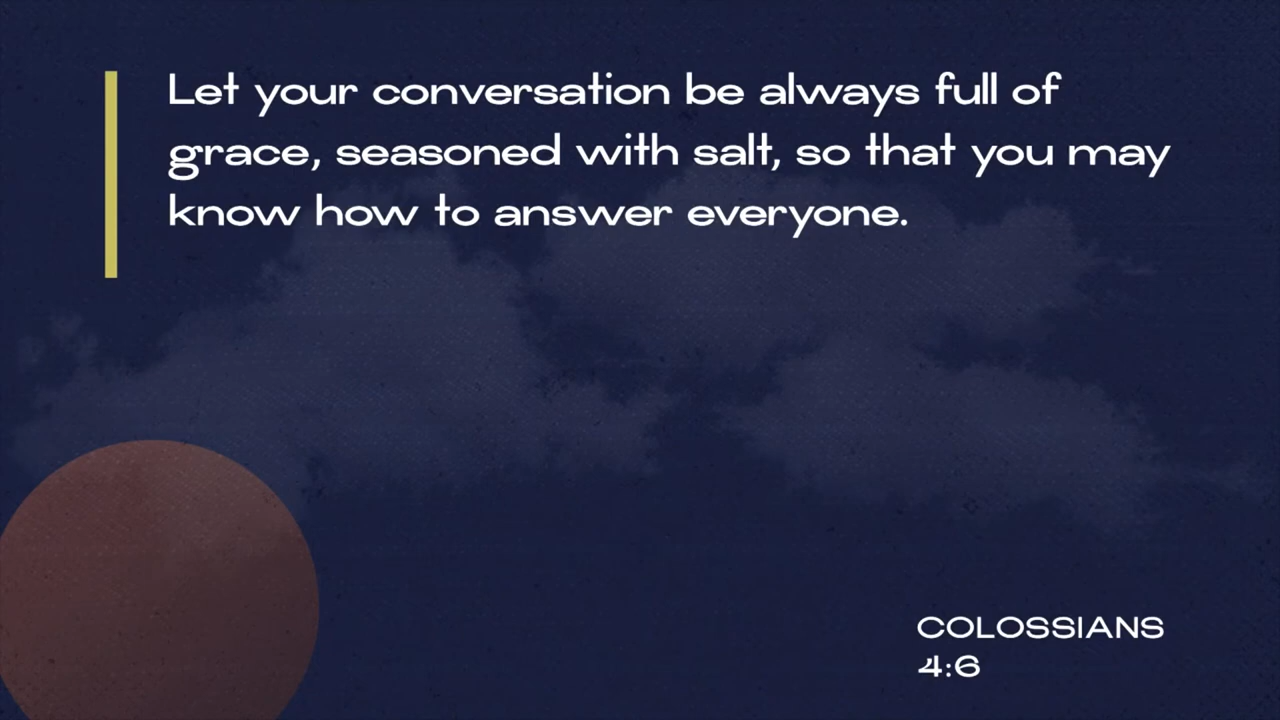 Let your conversation be always full of
grace, seasoned with salt, so that you may
know how to answer everyone.
COLOSSIANS
4:6